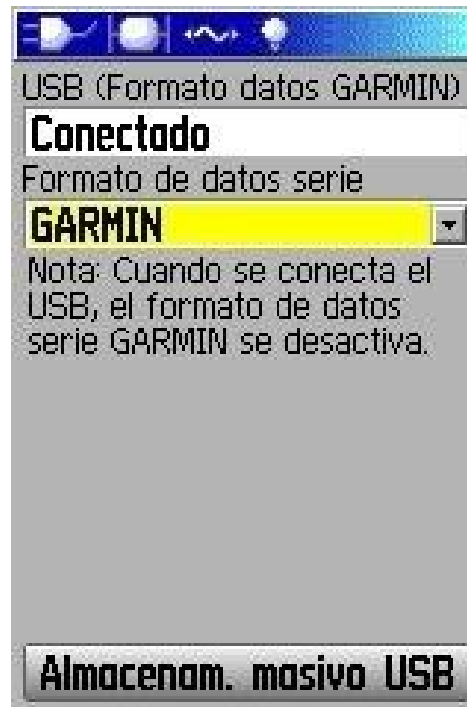 USB (Formato datos GARMIN)
Conectado
Formato de datos serie
GARMIN
Nota: Cuando se conecta el
USB, el formato de datos
serie GARMIN se desactiva.
Almacenam. masivo USB